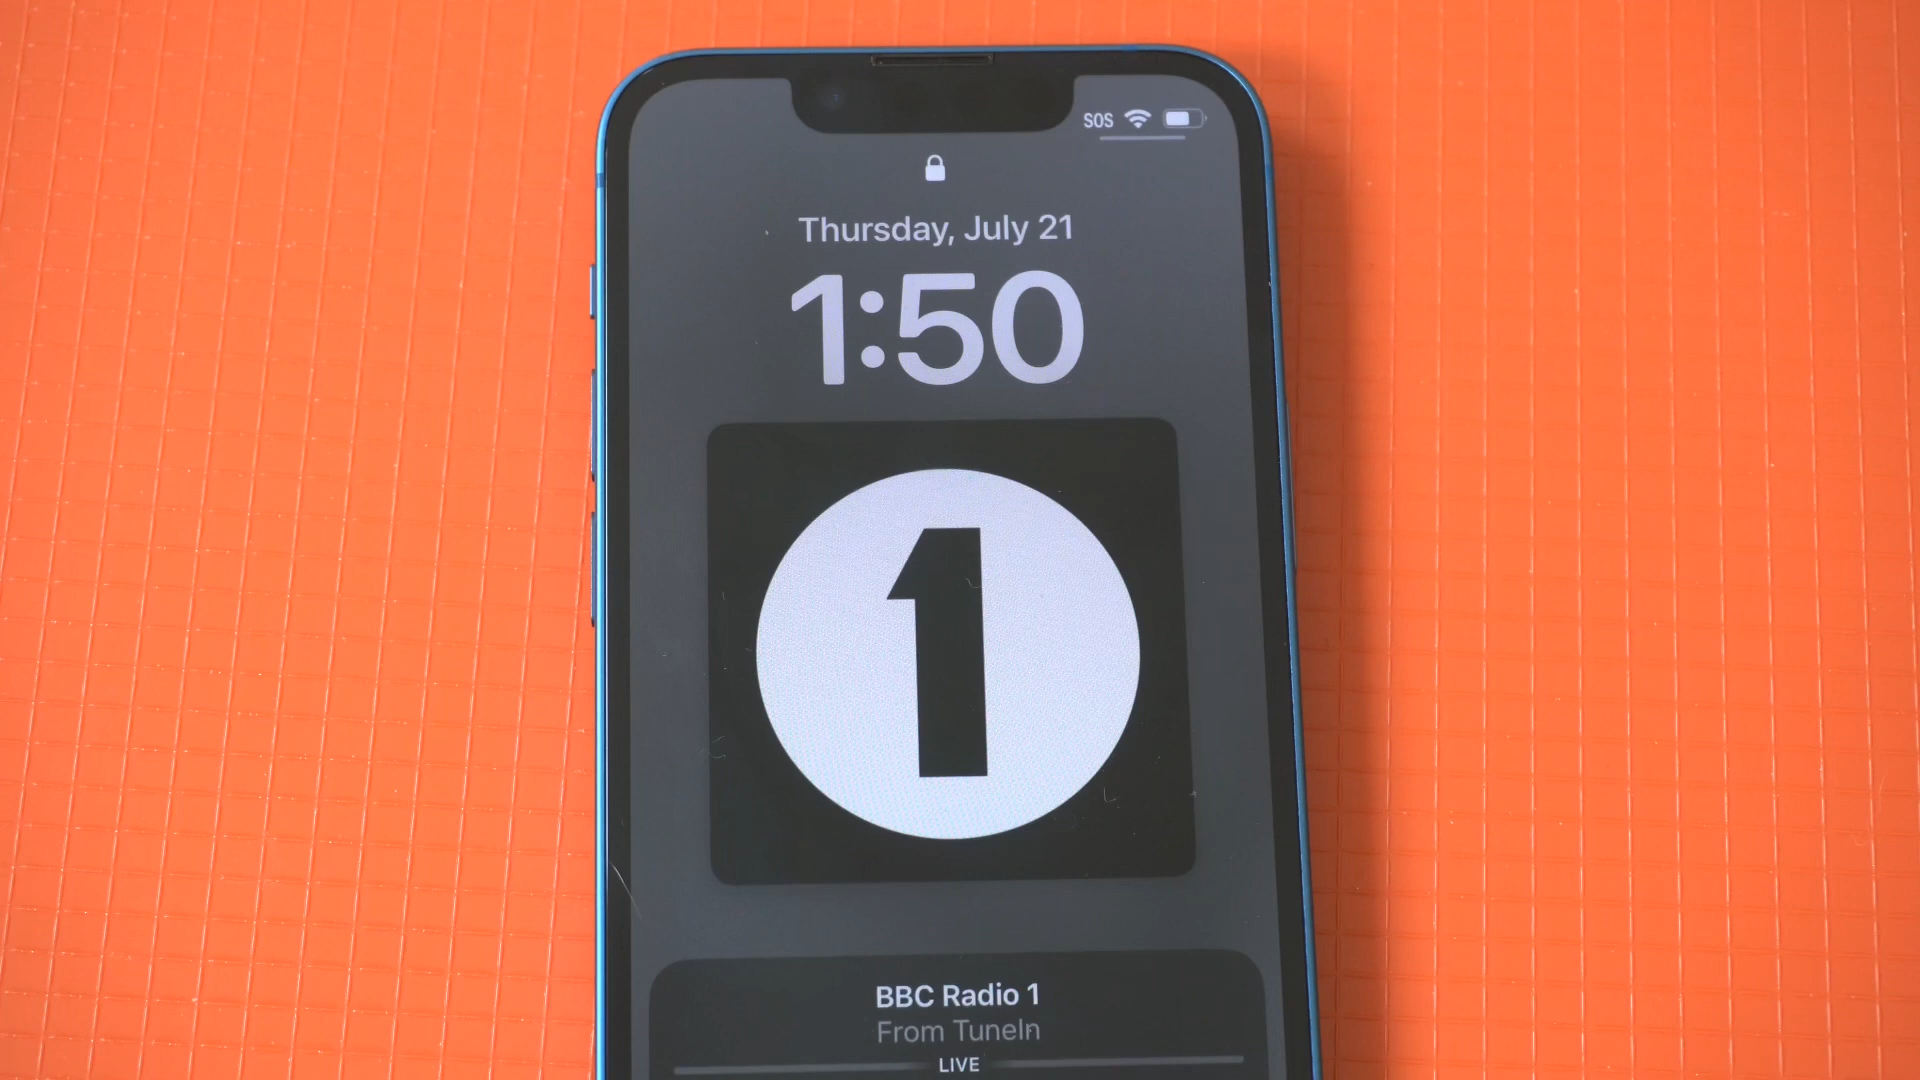 SOS
Thursday, July 21
1:50
1
BBC Radio 1
From TuneIn
LIVE